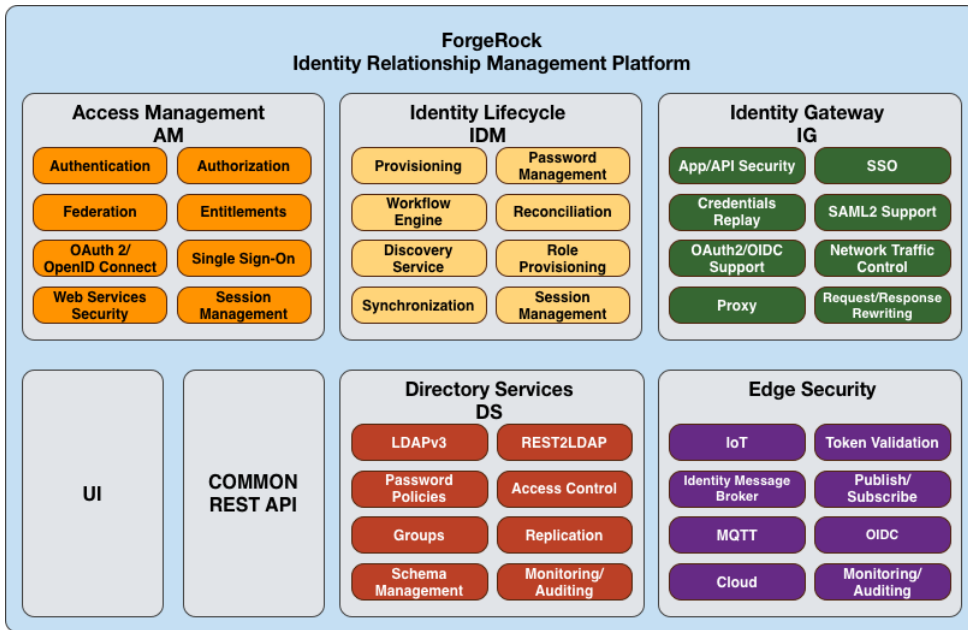 ForgeRock
Identity Relationship Management Platform
Access Management
AM
Authentication
Authorization
Federation
Entitlements
OAuth 2/
OpenID Connect
Single Sign-On
Web Services
Security
Session
Management
Identity Lifecycle
IDM
Provisioning
Password
Management
Workflow
Engine
Reconciliation
Discovery
Service
Role
Provisioning
Synchronization
Session
Management
Identity Gateway
IG
App/API Security
SSO
Credentials
Replay
SAML2 Support
OAuth2/OIDC
Support
Network Traffic
Control
Proxy
Request/Response
Rewriting
UI
COMMON
REST API
Directory Services
DS
LDAPv3
REST2LDAP
Password
Policies
Access Control
Groups
Replication
Schema
Management
Monitoring/
Auditing
Edge Security
IoT
Token Validation
Identity Message
Broker
Publish/
Subscribe
MQTT
OIDC
Cloud
Monitoring/
Auditing